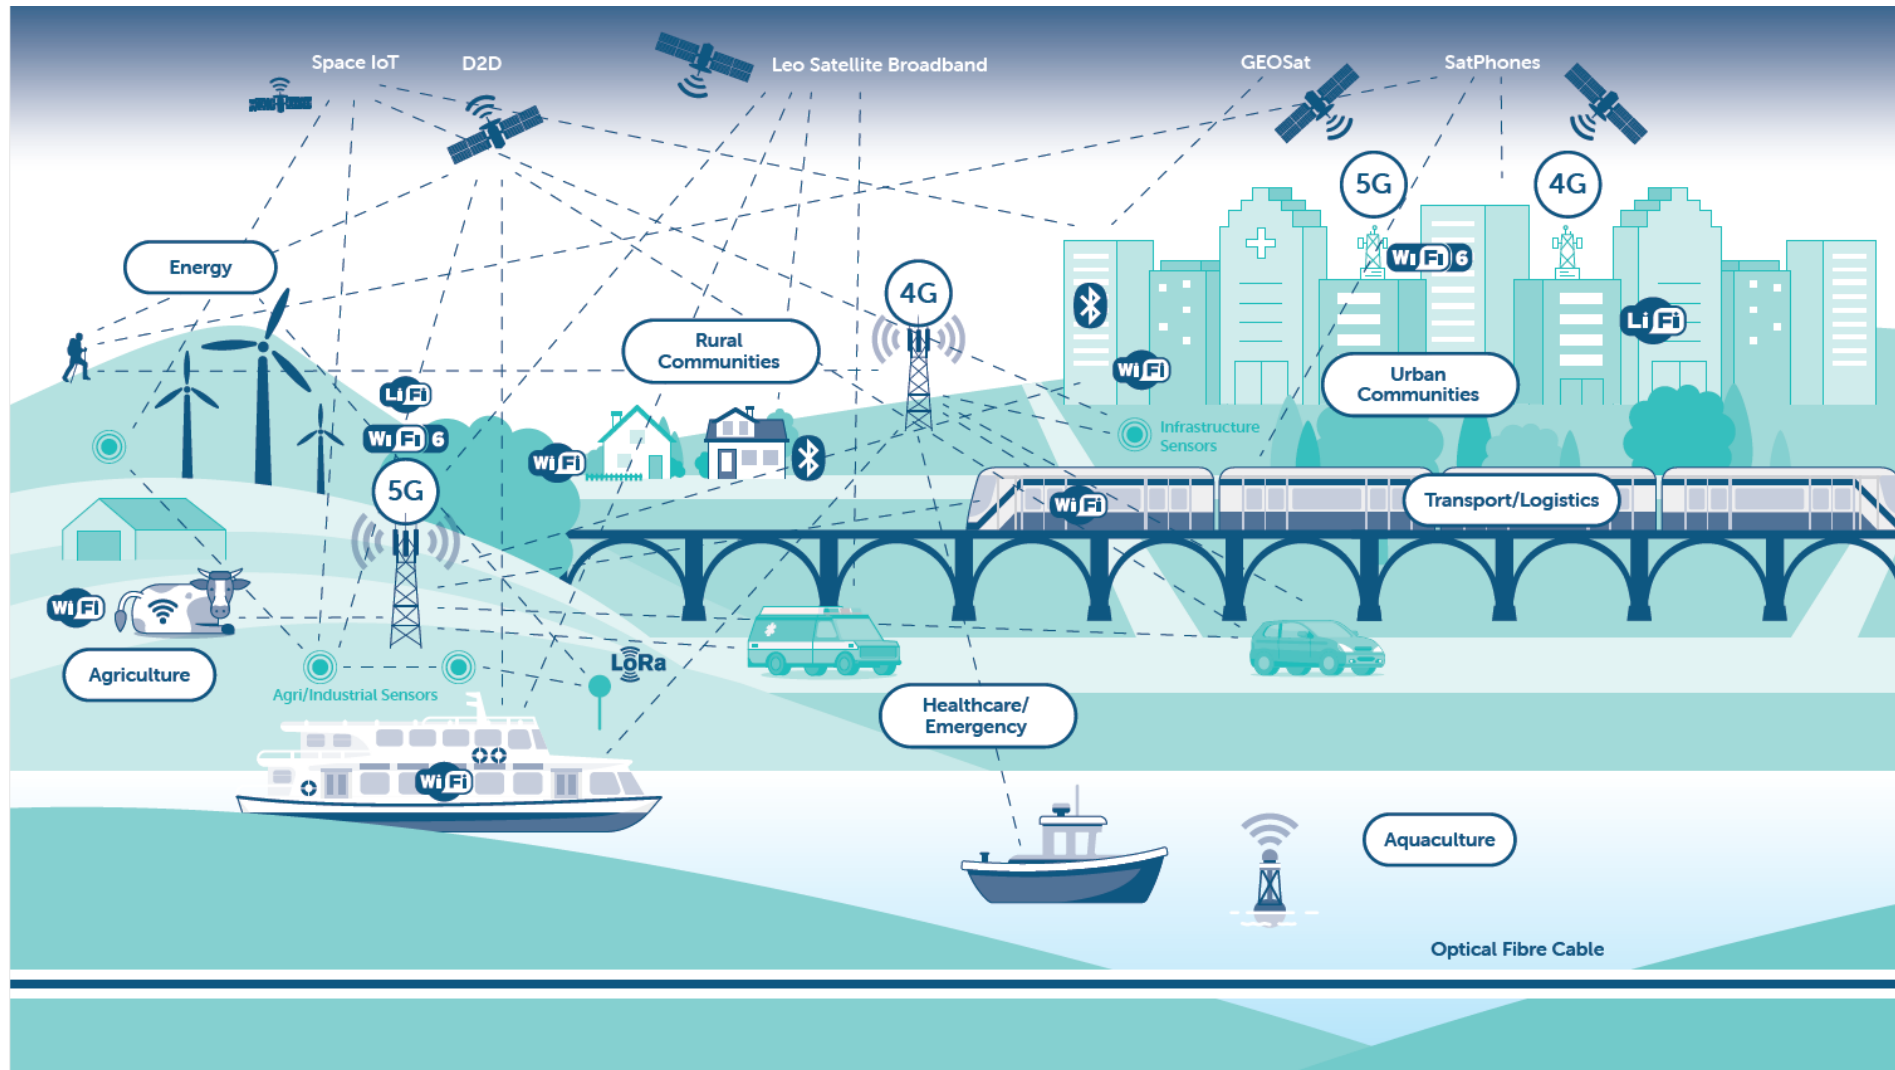 Space IoT
D2D
Leo Satellite Broadband
GEOSat
SatPhones
5G
4G
Energy
WiFi 6
4G
LiFi
Rural
Communities
WiFi
Urban
Communities
LiFi
WiFi 6
Infrastructure
Sensors
WiFi
5G
WiFi
Transport/Logistics
WiFi
Agriculture
LoRa
Agri/Industrial Sensors
Healthcare/
Emergency
WiFi
Aquaculture
Optical Fibre Cable